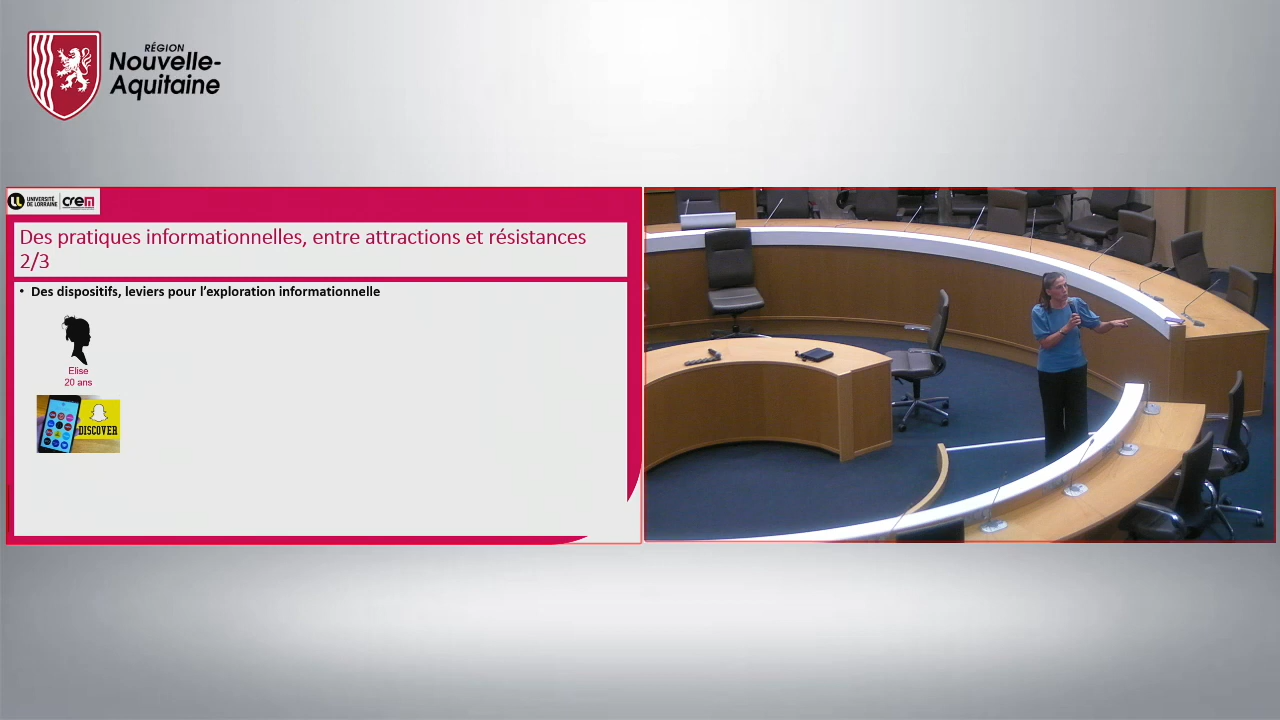 RÉGION
Nouvelle-
Aquitaine
UNIVERSITÉ
DE LORRAINE
crem
Des pratiques informationnelles, entre attractions et résistances
2/3
• Des dispositifs, leviers pour l'exploration informationnelle
Elise
20 ans
DISCOVER